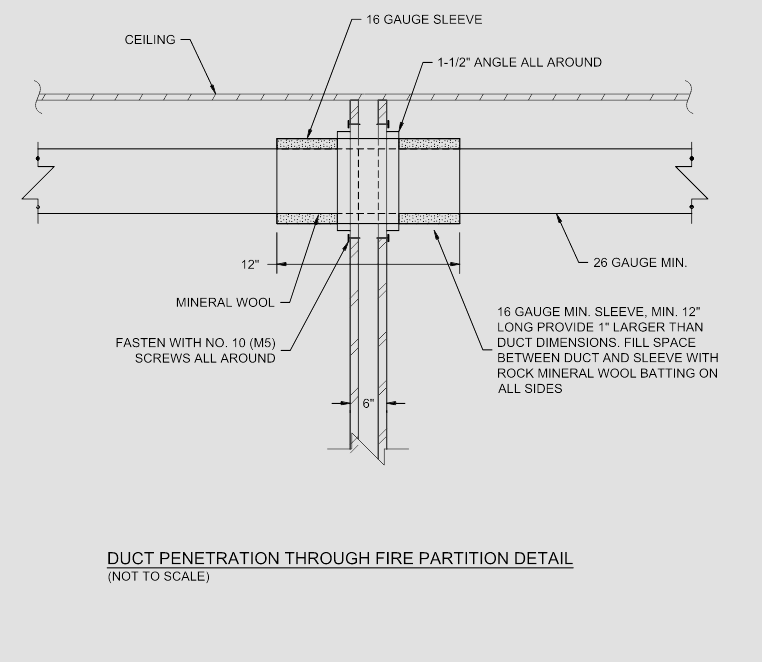 16 GAUGE SLEEVE
CEILING
1-1/2" ANGLE ALL AROUND
12"
26 GAUGE MIN.
MINERAL WOOL
16 GAUGE MIN. SLEEVE, MIN. 12"
LONG PROVIDE 1" LARGER THAN
DUCT DIMENSIONS. FILL SPACE
BETWEEN DUCT AND SLEEVE WITH
ROCK MINERAL WOOL BATTING ON
ALL SIDES
FASTEN WITH NO. 10 (M5)
SCREWS ALL AROUND
6"
DUCT PENETRATION THROUGH FIRE PARTITION DETAIL
(NOT TO SCALE)